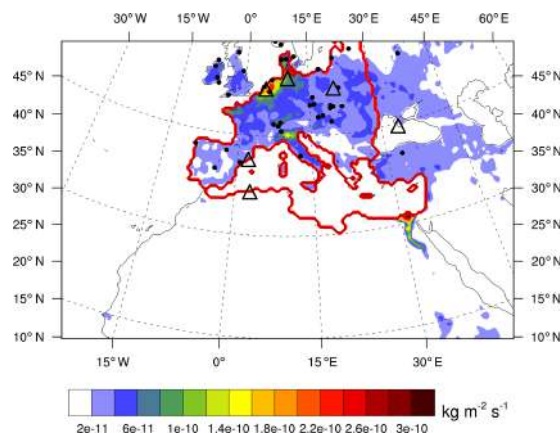 30°W 15°W 0°E 15°E 30°E 45°E 60°E
45°N 45°N
40°N 40°N
35°N 35°N
30°N 30°N
25°N 25°N
20°N 20°N
15°N 15°N
10°N 10°N
15°W 0° 15°E 30°E
kg m⁻² s⁻¹
2e-11 6e-11 1e-10 1.4e-10 1.8e-10 2.2e-10 2.6e-10 3e-10